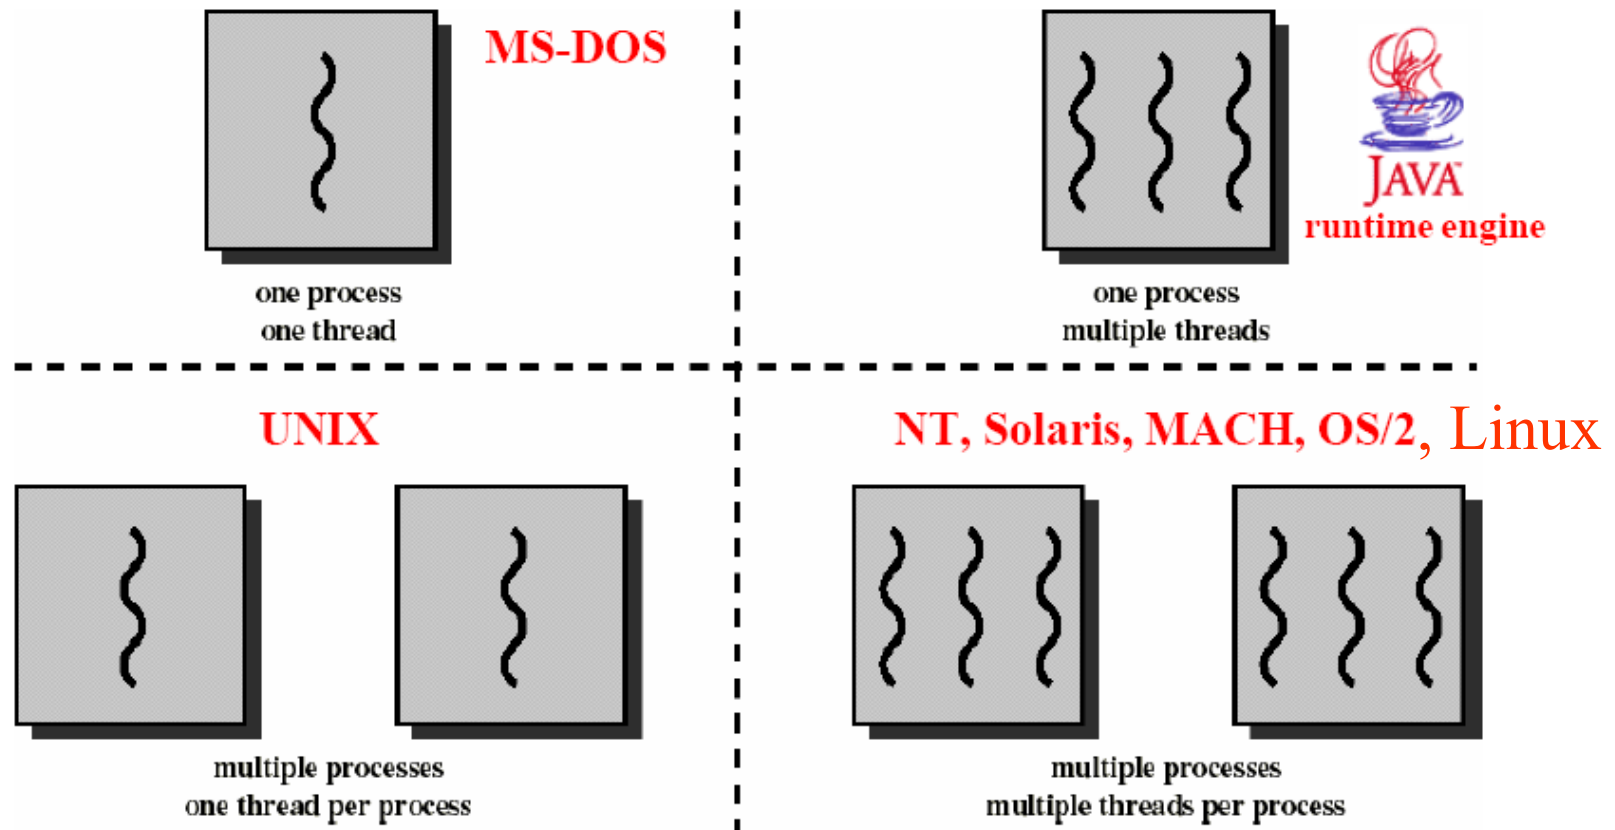 MS-DOS
one process
one thread
JAVA™
runtime engine
one process
multiple threads
UNIX
multiple processes
one thread per process
NT, Solaris, MACH, OS/2, Linux
multiple processes
multiple threads per process